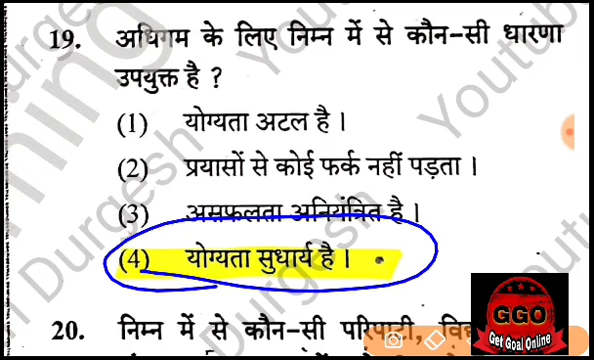 19. अधिगम के लिए निम्न में से कौन-सी धारणा
उपयुक्त है ?
(1) योग्यता अटल है ।
(2) प्रयासों से कोई फर्क नहीं पड़ता ।
(3) असफलता अनियंत्रित है ।
(4) योग्यता सुधार्य है ।
20. निम्न में से कौन-सी परिपाटी,
GGO
Get Goal Online